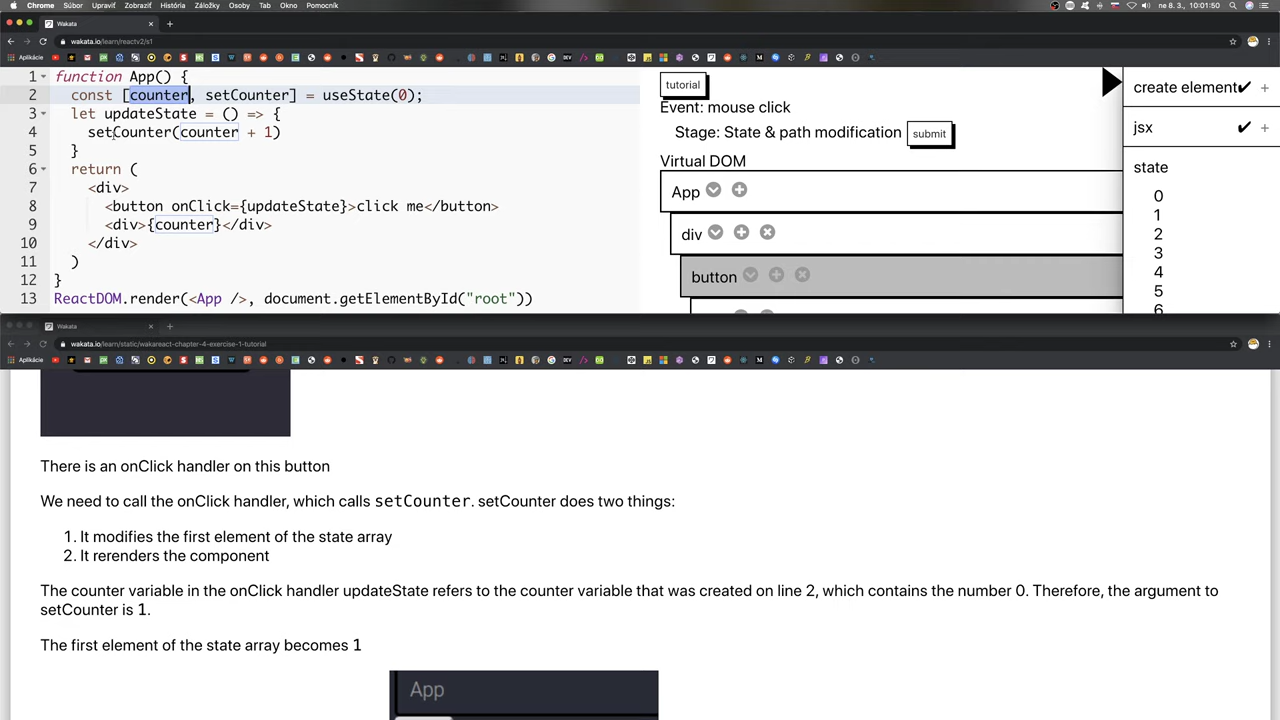 Chrome Súbor Upraviť Zobraziť História Záložky Osoby Tab Okno Pomocník
ne 8. 3., 10:01:50
Wakata
wakata.io/learn/reactv2/s1
Aplikácie
1 function App() {
2 const [counter, setCounter] = useState(0);
3 let updateState = () => {
4 setCounter(counter + 1)
5 }
6 return (
7 <div>
8 <button onClick={updateState}>click me</button>
9 <div>{counter}</div>
10 </div>
11 )
12 }
13 ReactDOM.render(<App />, document.getElementById("root"))
tutorial
Event: mouse click
Stage: State & path modification submit
Virtual DOM
App
div
button
create element ✔ +
jsx ✔ +
state
0
1
2
3
4
5
6
Wakata
wakata.io/learn/static/wakareact-chapter-4-exercise-1-tutorial
Aplikácie
There is an onClick handler on this button
We need to call the onClick handler, which calls setCounter. setCounter does two things:
1. It modifies the first element of the state array
2. It rerenders the component
The counter variable in the onClick handler updateState refers to the counter variable that was created on line 2, which contains the number 0. Therefore, the argument to
setCounter is 1.
The first element of the state array becomes 1
App